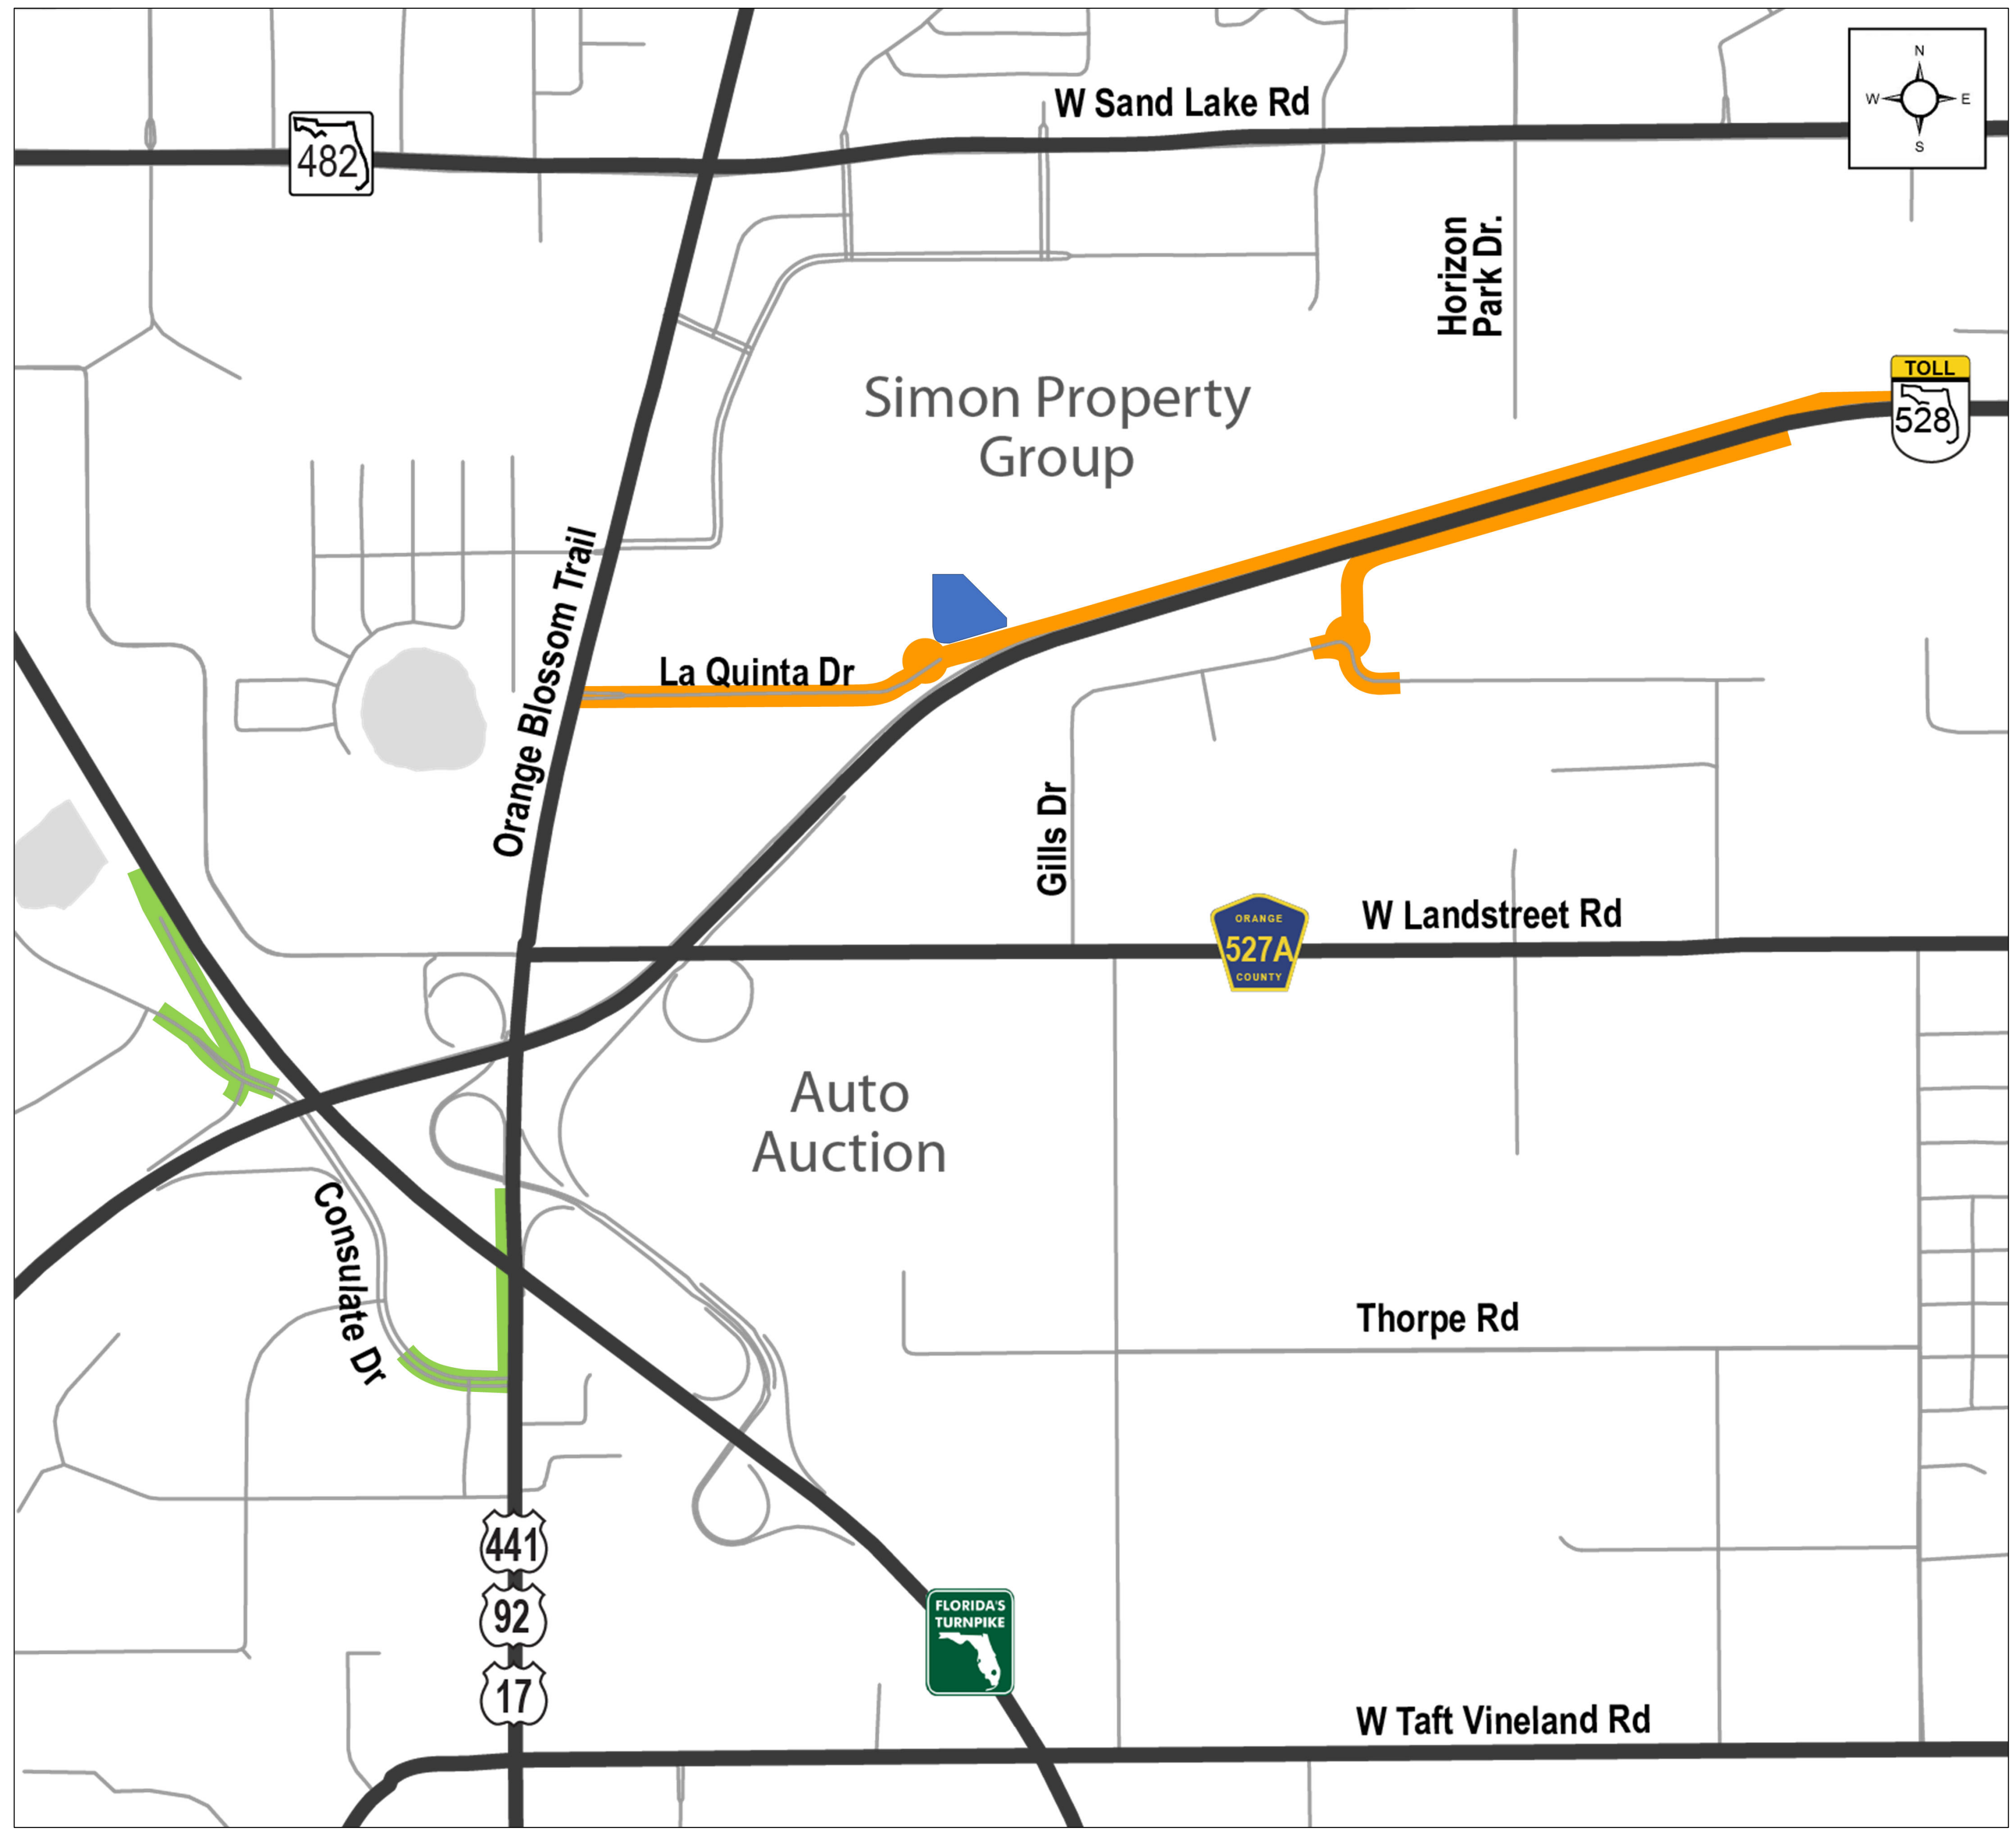 N
W E
S
W Sand Lake Rd
482
Horizon
Park Dr.
TOLL
528
Simon Property
Group
Orange Blossom Trail
La Quinta Dr
Gills Dr
W Landstreet Rd
ORANGE
527A
COUNTY
Auto
Auction
Consulate Dr
Thorpe Rd
441
92
17
FLORIDA'S
TURNPIKE
W Taft Vineland Rd